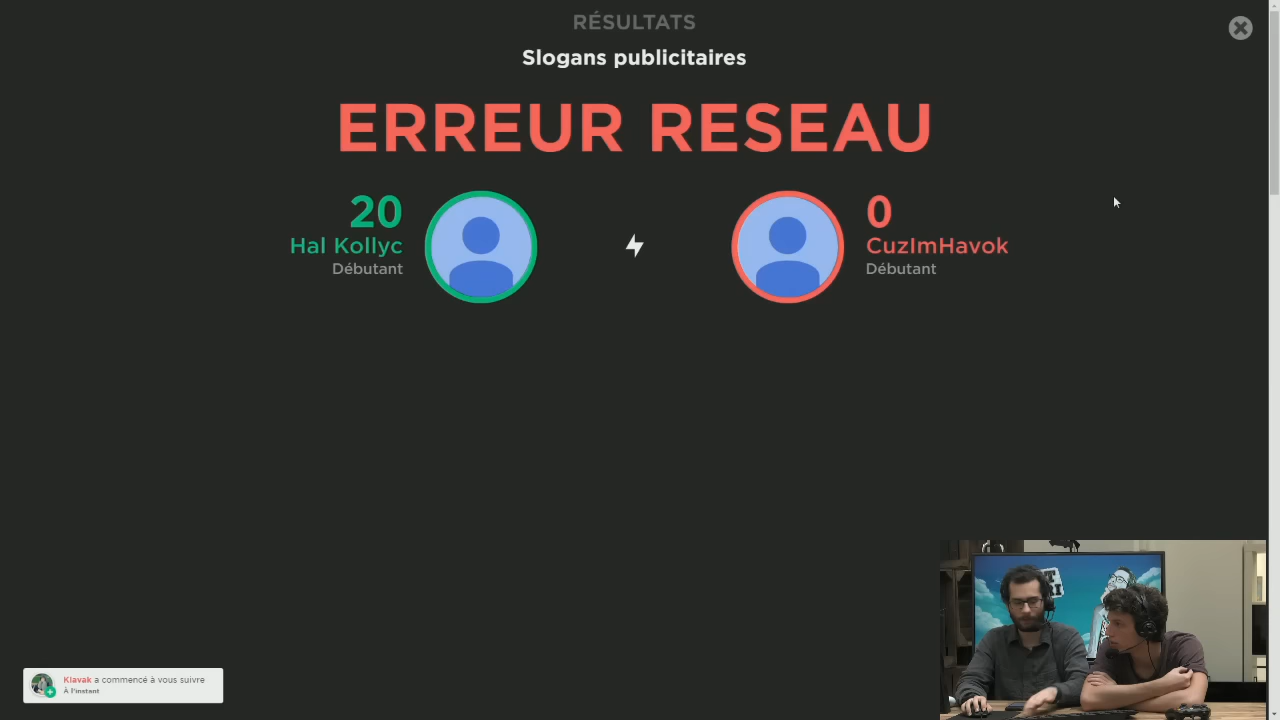 RÉSULTATS
Slogans publicitaires
ERREUR RESEAU
20
Hal Kollyc
Débutant
0
CuzImHavok
Débutant
Klavak a commencé à vous suivre
À l'instant